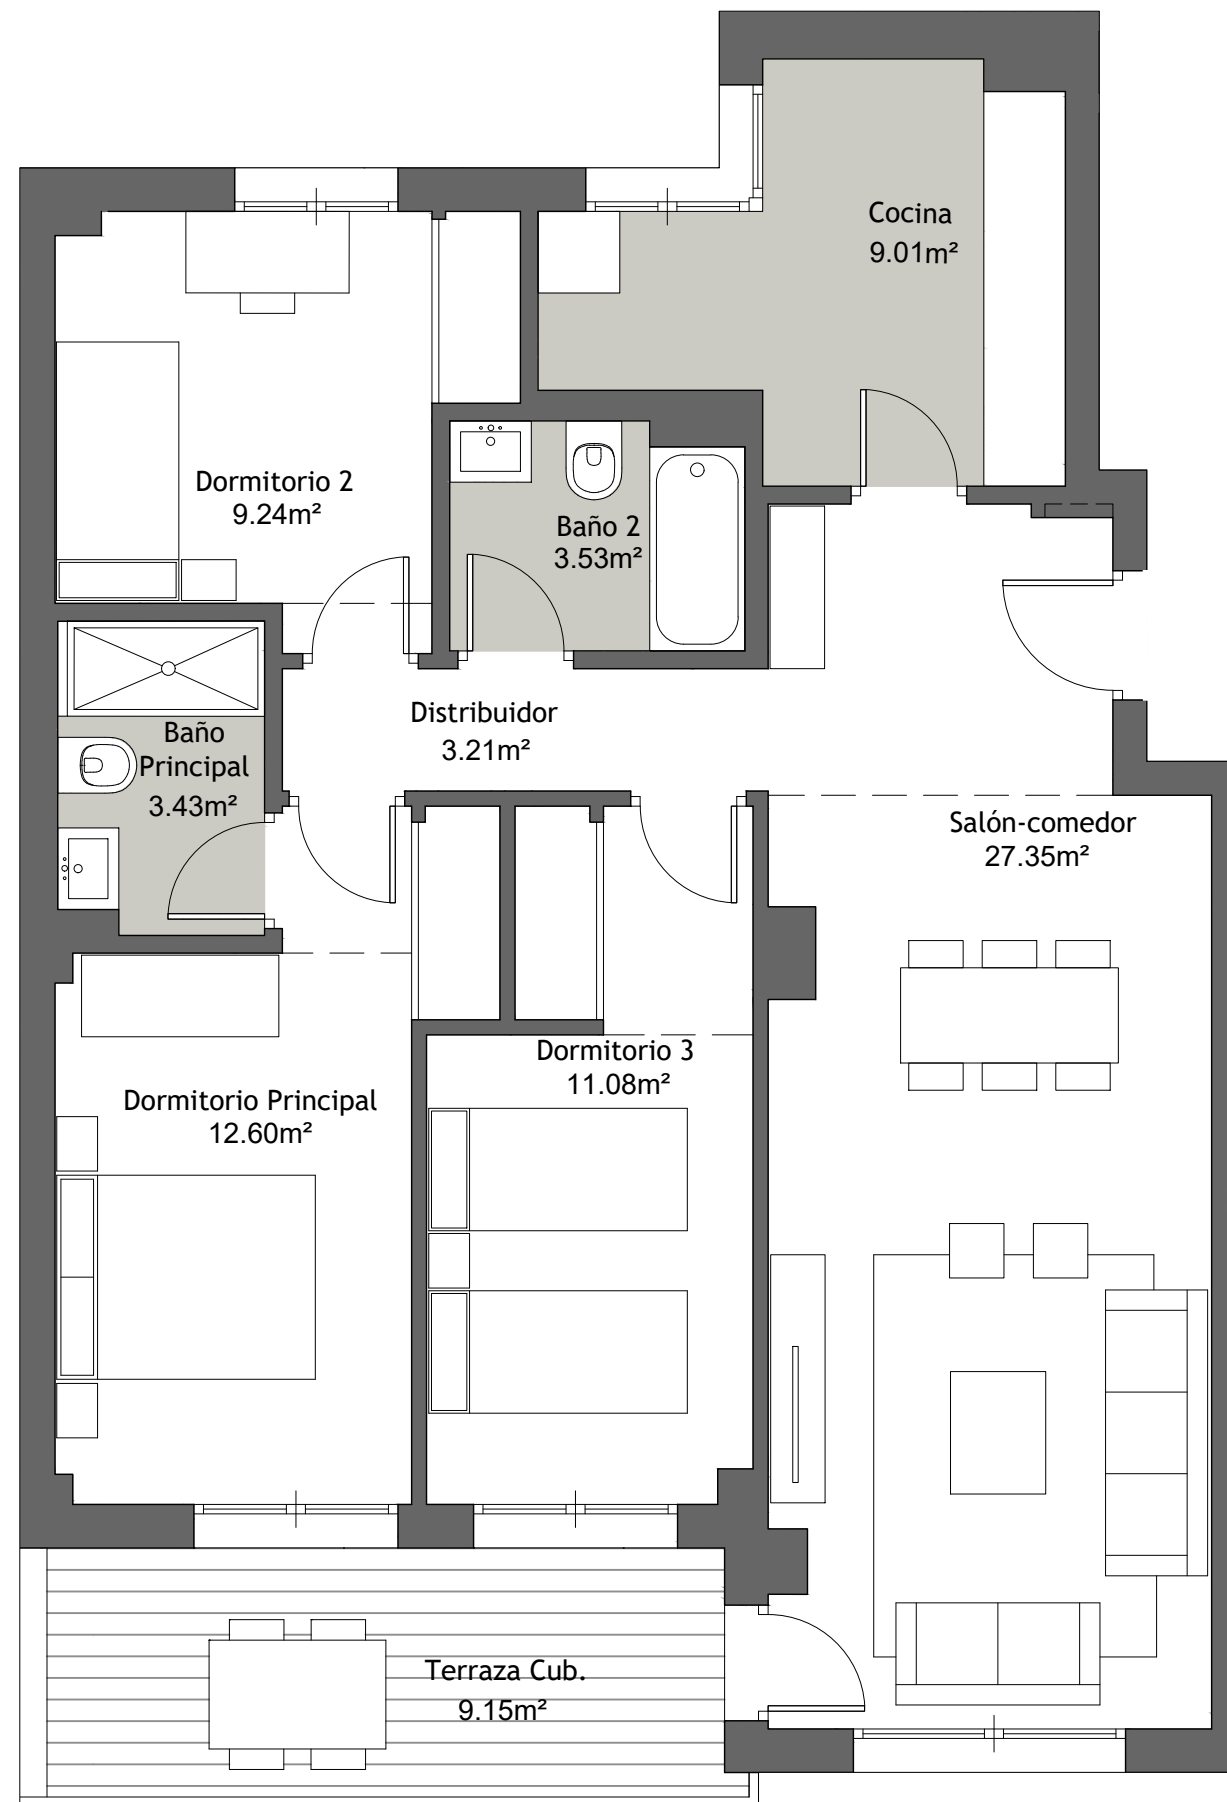 Cocina
9.01m²
Dormitorio 2
9.24m²
Baño 2
3.53m²
Distribuidor
3.21m²
Baño
Principal
3.43m²
Salón-comedor
27.35m²
Dormitorio 3
11.08m²
Dormitorio Principal
12.60m²
Terraza Cub.
9.15m²